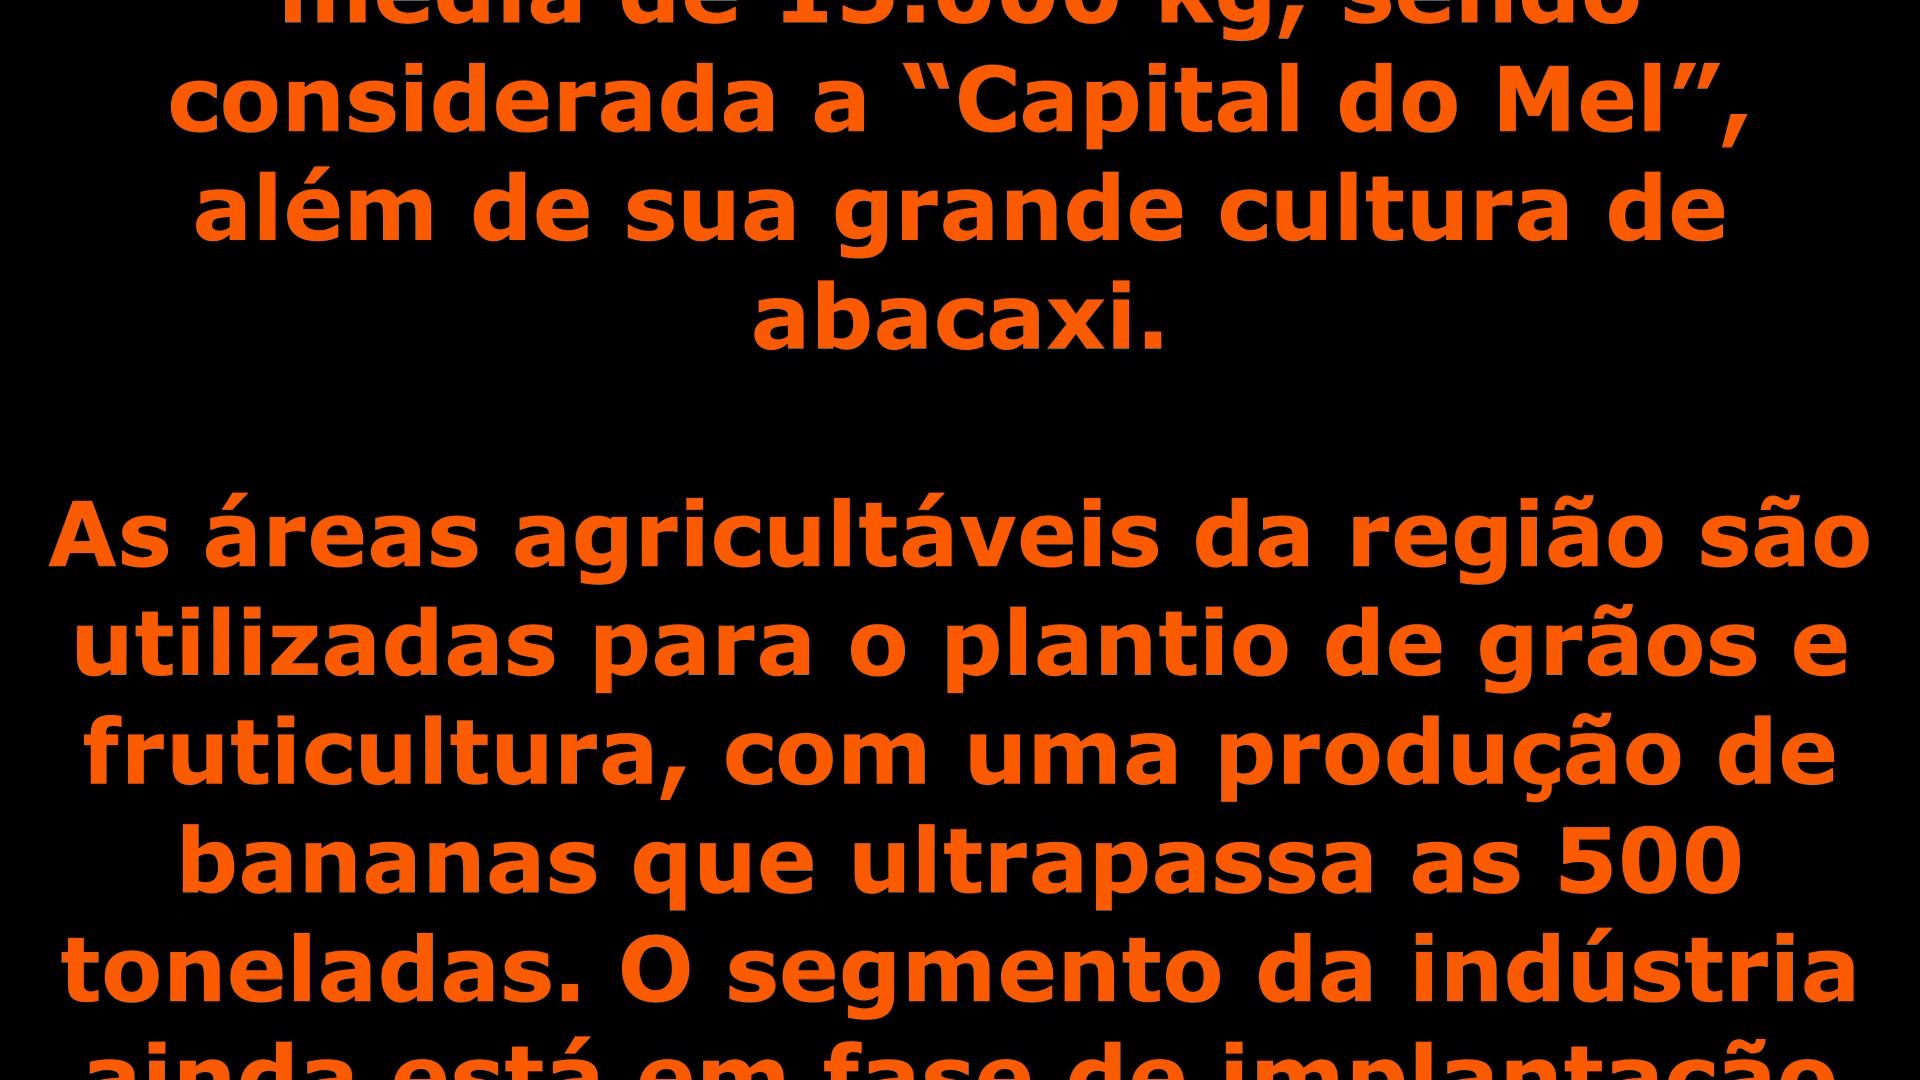 média de 15.000 kg, sendo
considerada a “Capital do Mel”,
além de sua grande cultura de
abacaxi.
As áreas agricultáveis da região são
utilizadas para o plantio de grãos e
fruticultura, com uma produção de
bananas que ultrapassa as 500
toneladas. O segmento da indústria
ainda está em fase de implantação